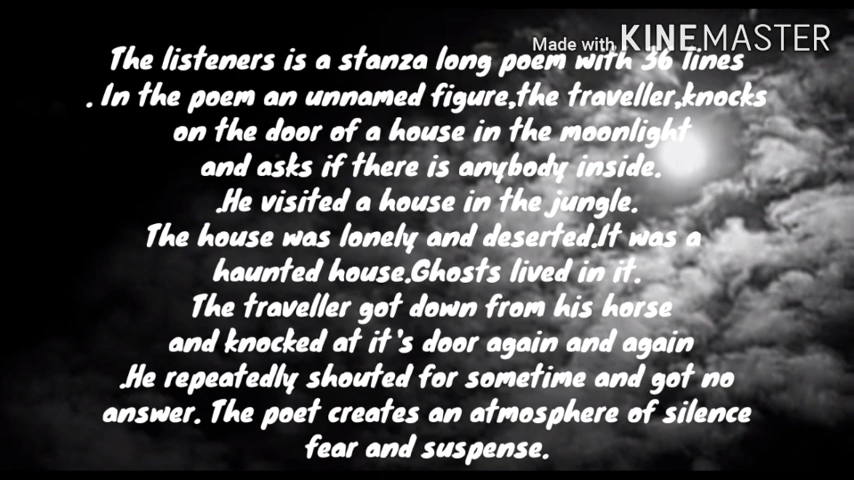 Made with KINEMASTER
The listeners is a stanza long poem with 36 lines
. In the poem an unnamed figure,the traveller,knocks
on the door of a house in the moonlight
and asks if there is anybody inside.
.He visited a house in the jungle.
The house was lonely and deserted.It was a
haunted house.Ghosts lived in it.
The traveller got down from his horse
and knocked at it's door again and again
.He repeatedly shouted for sometime and got no
answer. The poet creates an atmosphere of silence
fear and suspense.